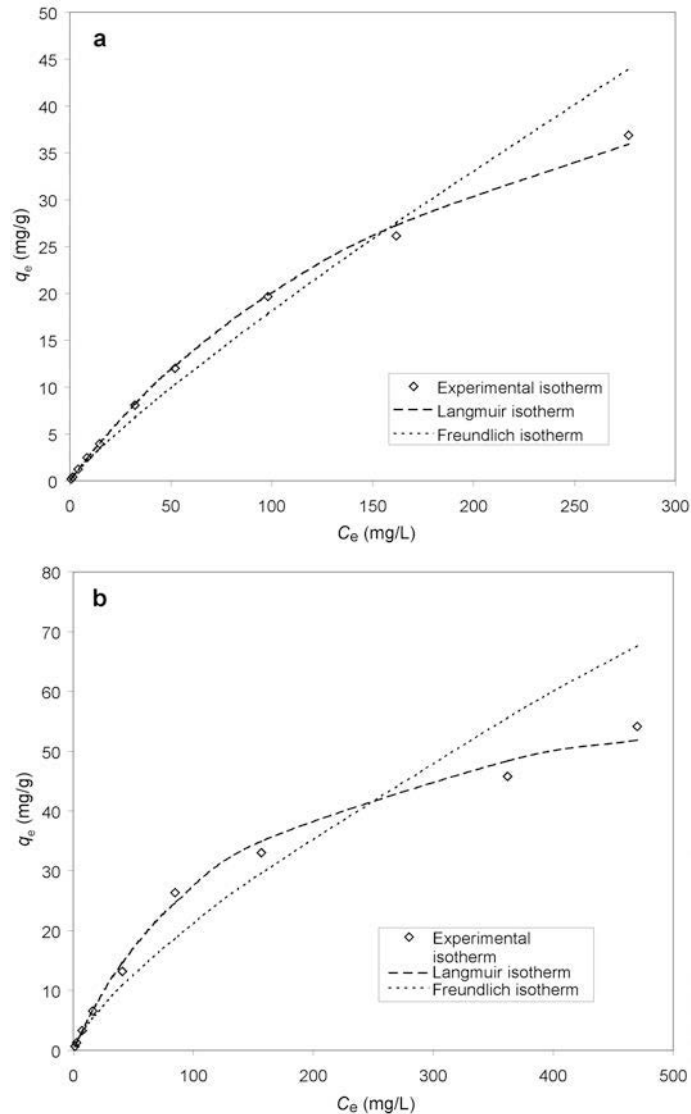 a
50
45
40
35
30
25
20
15
10
5
0
qe (mg/g)
Experimental isotherm
Langmuir isotherm
Freundlich isotherm
0 50 100 150 200 250 300
Ce (mg/L)
b
80
70
60
50
40
30
20
10
0
qe (mg/g)
Experimental
isotherm
Langmuir isotherm
Freundlich isotherm
0 100 200 300 400 500
Ce (mg/L)